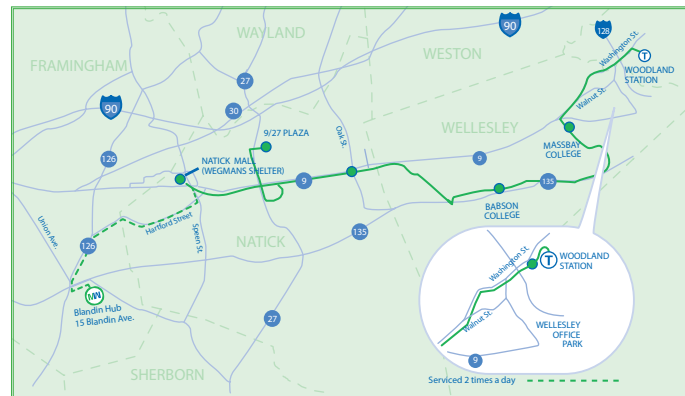 90
128
WAYLAND
WESTON
FRAMINGHAM
Washington St.
T
WOODLAND
STATION
27
Walnut St.
90
30
9/27 PLAZA
Oak St.
WELLESLEY
MASSBAY
COLLEGE
126
NATICK MALL
(WEGMANS SHELTER)
9
9
135
BABSON
COLLEGE
Union Ave.
Hartford Street
Speen St.
126
NATICK
135
Washington St.
T
WOODLAND
STATION
MW
Blandin Hub
15 Blandin Ave.
27
Walnut St.
WELLESLEY
OFFICE
PARK
9
SHERBORN
Serviced 2 times a day